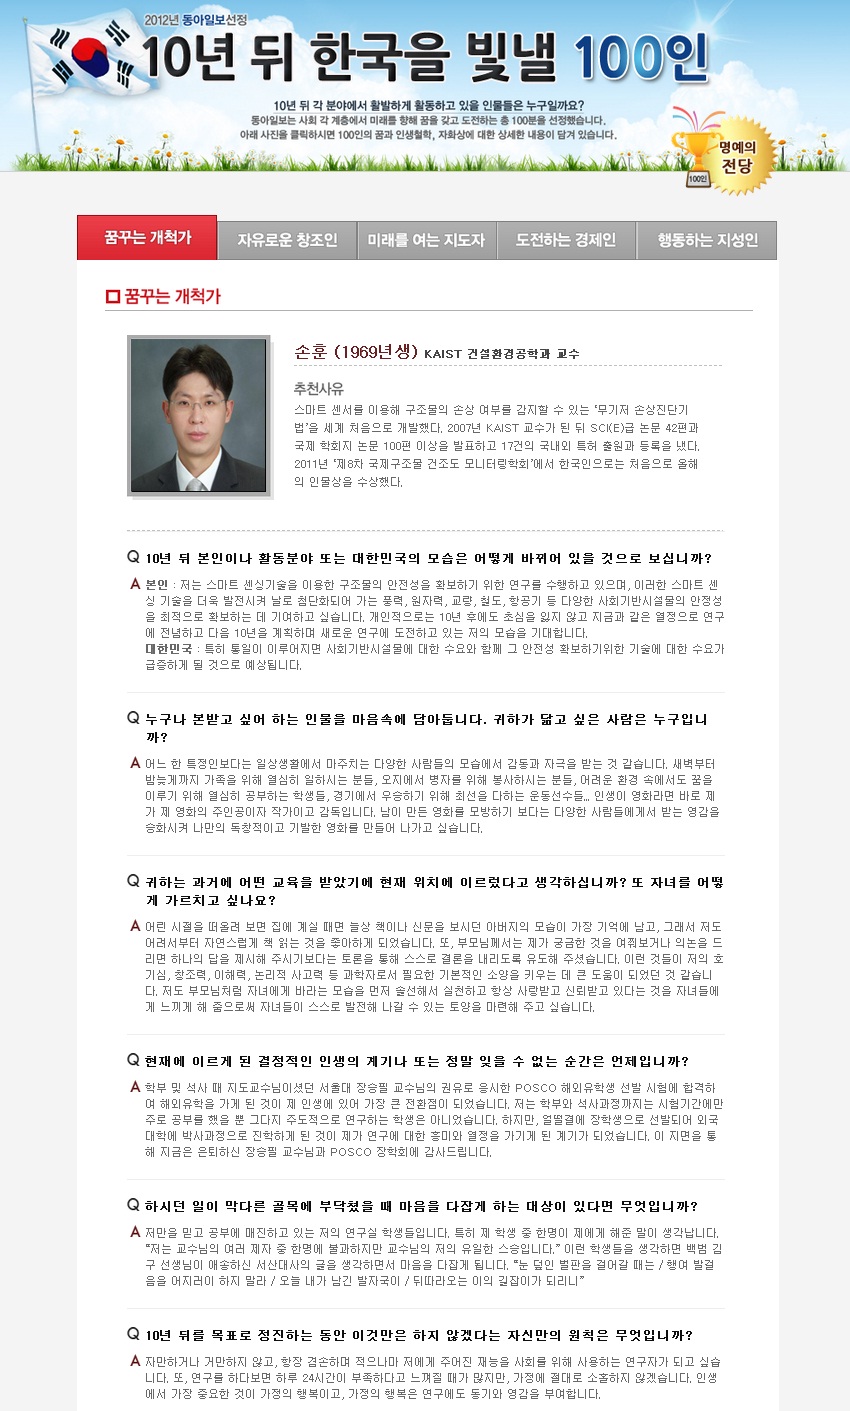 2012년 동아일보선정
10년 뒤 한국을 빛낼 100인
10년 뒤 각 분야에서 활발하게 활동하고 있을 인물들은 누구일까요?
동아일보는 사회 각 계층에서 미래를 향해 꿈을 갖고 도전하는 총 100분을 선정했습니다.
아래 사진을 클릭하시면 100인의 꿈과 인생철학, 자화상에 대한 상세한 내용이 담겨 있습니다.
명예의
전당
100인
꿈꾸는 개척가
자유로운 창조인
미래를 여는 지도자
도전하는 경제인
행동하는 지성인
꿈꾸는 개척가
손훈 (1969년생) KAIST 건설환경공학과 교수
추천사유
스마트 센서를 이용해 구조물의 손상 여부를 감지할 수 있는 ‘무기저 손상진단기
법’을 세계 처음으로 개발했다. 2007년 KAIST 교수가 된 뒤 SCI(E)급 논문 42편과
국제 학회지 논문 100편 이상을 발표하고 17건의 국내외 특허 출원과 등록을 냈다.
2011년 ‘제8차 국제구조물 건조도 모니터링학회’에서 한국인으로는 처음으로 올해
의 인물상을 수상했다.
Q 10년 뒤 본인이나 활동분야 또는 대한민국의 모습은 어떻게 바뀌어 있을 것으로 보십니까?
A 본인 : 저는 스마트 센싱기술을 이용한 구조물의 안전성을 확보하기 위한 연구를 수행하고 있으며, 이러한 스마트 센
싱 기술을 더욱 발전시켜 날로 첨단화되어 가는 풍력, 원자력, 교량, 철도, 항공기 등 다양한 사회기반시설물의 안정성
을 최적으로 확보하는 데 기여하고 싶습니다. 개인적으로는 10년 후에도 초심을 잃지 않고 지금과 같은 열정으로 연구
에 전념하고 다음 10년을 계획하며 새로운 연구에 도전하고 있는 저의 모습을 기대합니다.
대한민국 : 특히 통일이 이루어지면 사회기반시설물에 대한 수요와 함께 그 안전성 확보하기위한 기술에 대한 수요가
급증하게 될 것으로 예상됩니다.
Q 누구나 본받고 싶어 하는 인물을 마음속에 담아둡니다. 귀하가 닮고 싶은 사람은 누구입니
까?
A 어느 한 특정인보다는 일상생활에서 마주치는 다양한 사람들의 모습에서 감동과 자극을 받는 것 같습니다. 새벽부터
밤늦게까지 가족을 위해 열심히 일하시는 분들, 오지에서 병자를 위해 봉사하시는 분들, 어려운 환경 속에서도 꿈을
이루기 위해 열심히 공부하는 학생들, 경기에서 우승하기 위해 최선을 다하는 운동선수들... 인생이 영화라면 바로 제
가 제 영화의 주인공이자 작가이고 감독입니다. 남이 만든 영화를 모방하기 보다는 다양한 사람들에게서 받는 영감을
승화시켜 나만의 독창적이고 기발한 영화를 만들어 나가고 싶습니다.
Q 귀하는 과거에 어떤 교육을 받았기에 현재 위치에 이르렀다고 생각하십니까? 또 자녀를 어떻
게 가르치고 싶나요?
A 어린 시절을 떠올려 보면 집에 계실 때면 늘상 책이나 신문을 보시던 아버지의 모습이 가장 기억에 남고, 그래서 저도
어려서부터 자연스럽게 책 읽는 것을 좋아하게 되었습니다. 또, 부모님께서는 제가 궁금한 것을 여쭤보거나 의논을 드
리면 하나의 답을 제시해 주시기보다는 토론을 통해 스스로 결론을 내리도록 유도해 주셨습니다. 이런 것들이 저의 호
기심, 창조력, 이해력, 논리적 사고력 등 과학자로서 필요한 기본적인 소양을 키우는 데 큰 도움이 되었던 것 같습니
다. 저도 부모님처럼 자녀에게 바라는 모습을 먼저 솔선해서 실천하고 항상 사랑받고 신뢰받고 있다는 것을 자녀들에
게 느끼게 해 줌으로써 자녀들이 스스로 발전해 나갈 수 있는 토양을 마련해 주고 싶습니다.
Q 현재에 이르게 된 결정적인 인생의 계기나 또는 정말 잊을 수 없는 순간은 언제입니까?
A 학부 및 석사 때 지도교수님이셨던 서울대 장승필 교수님의 권유로 응시한 POSCO 해외유학생 선발 시험에 합격하
여 해외유학을 가게 된 것이 제 인생에 있어 가장 큰 전환점이 되었습니다. 저는 학부와 석사과정까지는 시험기간에만
주로 공부를 했을 뿐 그다지 주도적으로 연구하는 학생은 아니었습니다. 하지만, 얼떨결에 장학생으로 선발되어 외국
대학에 박사과정으로 진학하게 된 것이 제가 연구에 대한 흥미와 열정을 가기게 된 계기가 되었습니다. 이 지면을 통
해 지금은 은퇴하신 장승필 교수님과 POSCO 장학회에 감사드립니다.
Q 하시던 일이 막다른 골목에 부닥쳤을 때 마음을 다잡게 하는 대상이 있다면 무엇입니까?
A 저만을 믿고 공부에 매진하고 있는 저의 연구실 학생들입니다. 특히 제 학생 중 한명이 제에게 해준 말이 생각납니다.
“저는 교수님의 여러 제자 중 한명에 불과하지만 교수님은 저의 유일한 스승입니다.” 이런 학생들을 생각하면 백범 김
구 선생님이 애송하신 서산대사의 글을 생각하면서 마음을 다잡게 됩니다. “눈 덮인 벌판을 걸어갈 때는 / 행여 발걸
음을 어지러이 하지 말라 / 오늘 내가 남긴 발자국이 / 뒤따라오는 이의 길잡이가 되리니”
Q 10년 뒤를 목표로 정진하는 동안 이것만은 하지 않겠다는 자신만의 원칙은 무엇입니까?
A 자만하거나 거만하지 않고, 항장 겸손하며 적으나마 저에게 주어진 재능을 사회를 위해 사용하는 연구자가 되고 싶습
니다. 또, 연구를 하다보면 하루 24시간이 부족하다고 느껴질 때가 많지만, 가정에 절대로 소홀하지 않겠습니다. 인생
에서 가장 중요한 것이 가정의 행복이고, 가정의 행복은 연구에도 동기와 영감을 부여합니다.